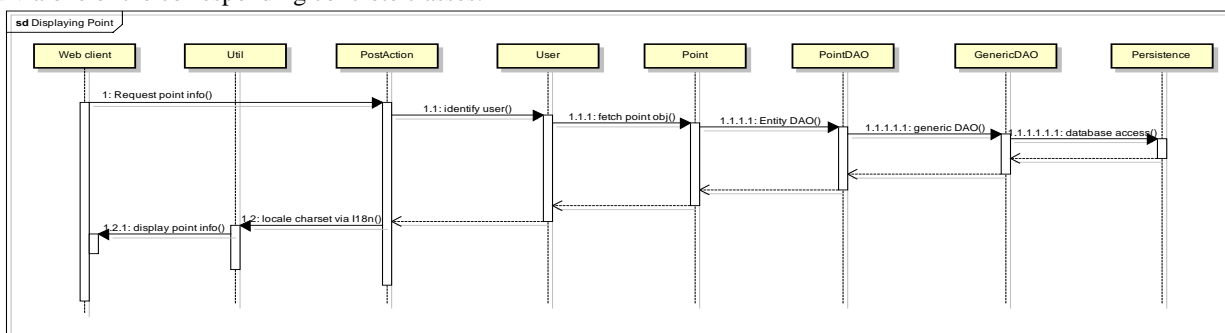 sd Displaying Point
Web client
Util
PostAction
User
Point
PointDAO
GenericDAO
Persistence
1: Request point info()
1.1: identify user()
1.1.1: fetch point obj()
1.1.1.1: Entity DAO()
1.1.1.1.1: generic DAO()
1.1.1.1.1.1: database access()
1.2: locale charset via I18n()
1.2.1: display point info()